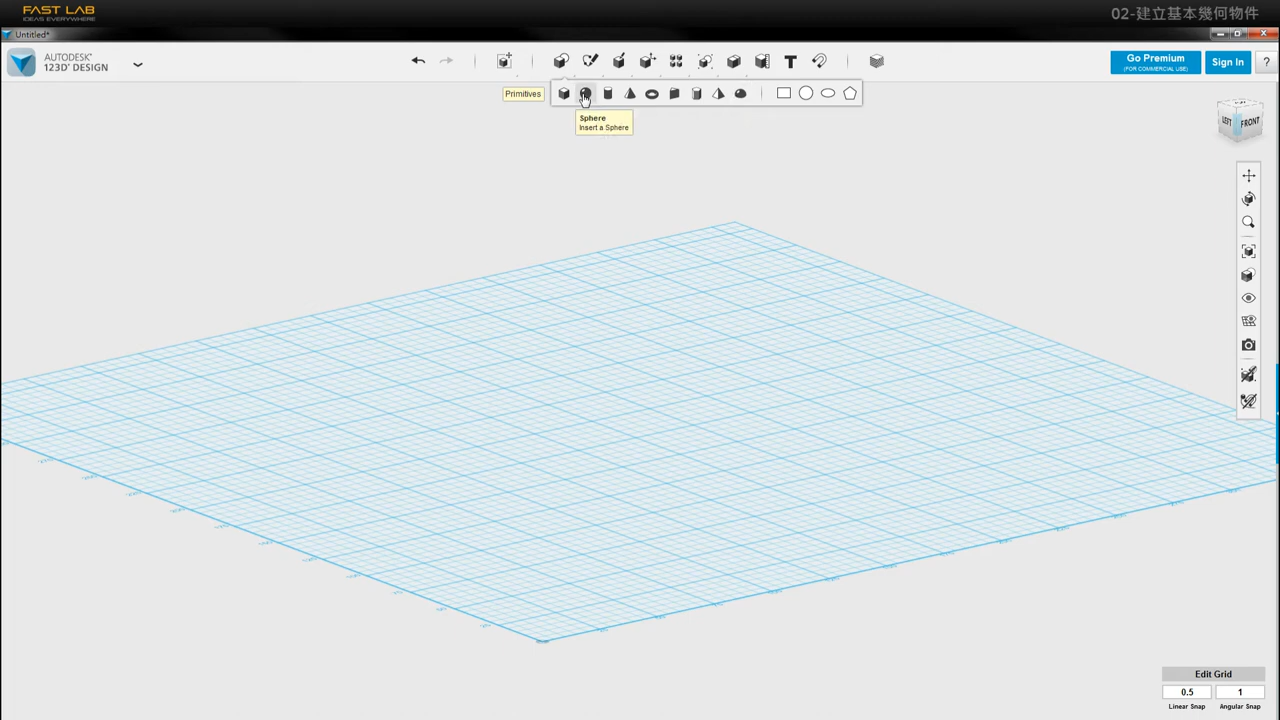 FAST LAB
IDEAS EVERYWHERE
02-建立基本幾何物件
Untitled*
AUTODESK®
123D® DESIGN
Go Premium
(FOR COMMERCIAL USE)
Sign In
?
Primitives
Sphere
Insert a Sphere
LEFT
FRONT
Edit Grid
0.5
1
Linear Snap
Angular Snap